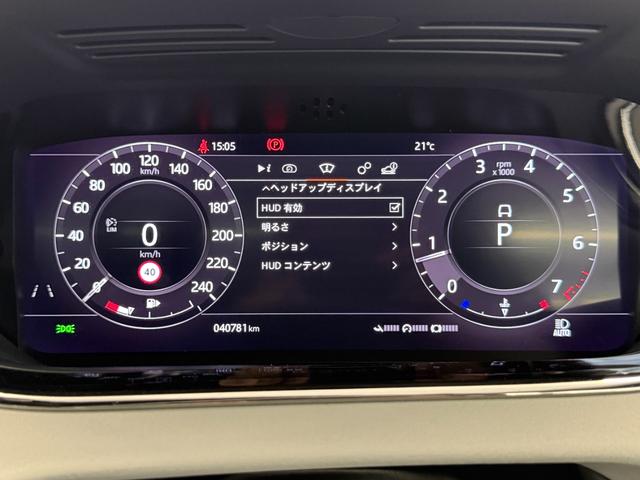 15:05
21℃
ヘッドアップディスプレイ
HUD 有効
明るさ
ポジション
HUD コンテンツ
0 20 40 60 80 100 120 140 160 180 200 220 240
km/h
LIM
0
km/h
40
0 1 2 3 4 5 6 7
rpm
x1000
A
P
040781 km
AUTO